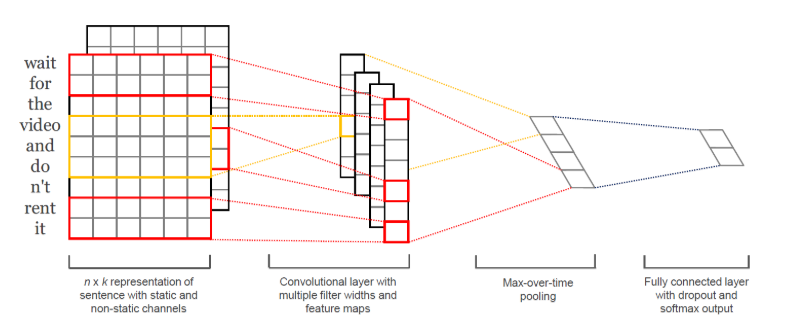 wait
for
the
video
and
do
n't
rent
it
n x k representation of
sentence with static and
non-static channels
Convolutional layer with
multiple filter widths and
feature maps
Max-over-time
pooling
Fully connected layer
with dropout and
softmax output